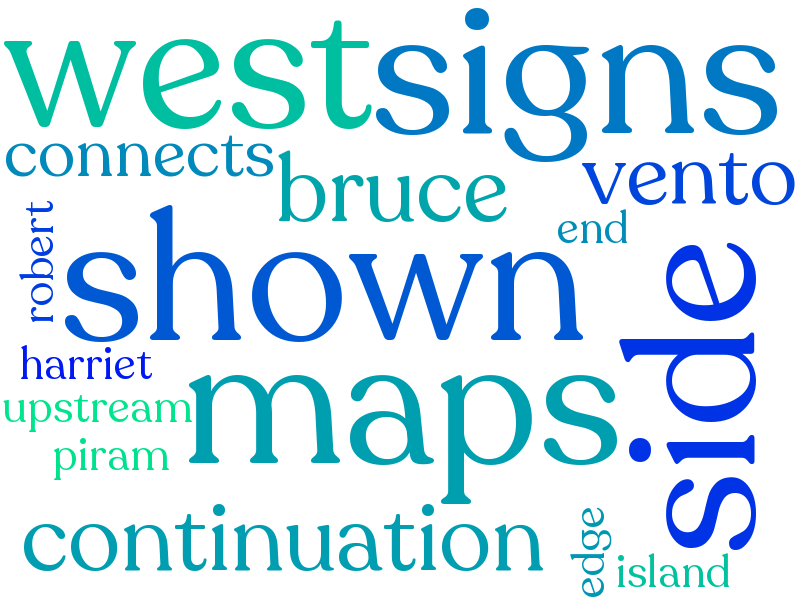 west signs
connects
bruce
vento
end
robert
shown
side
harriet
upstream
maps
piram
continuation
edge
island